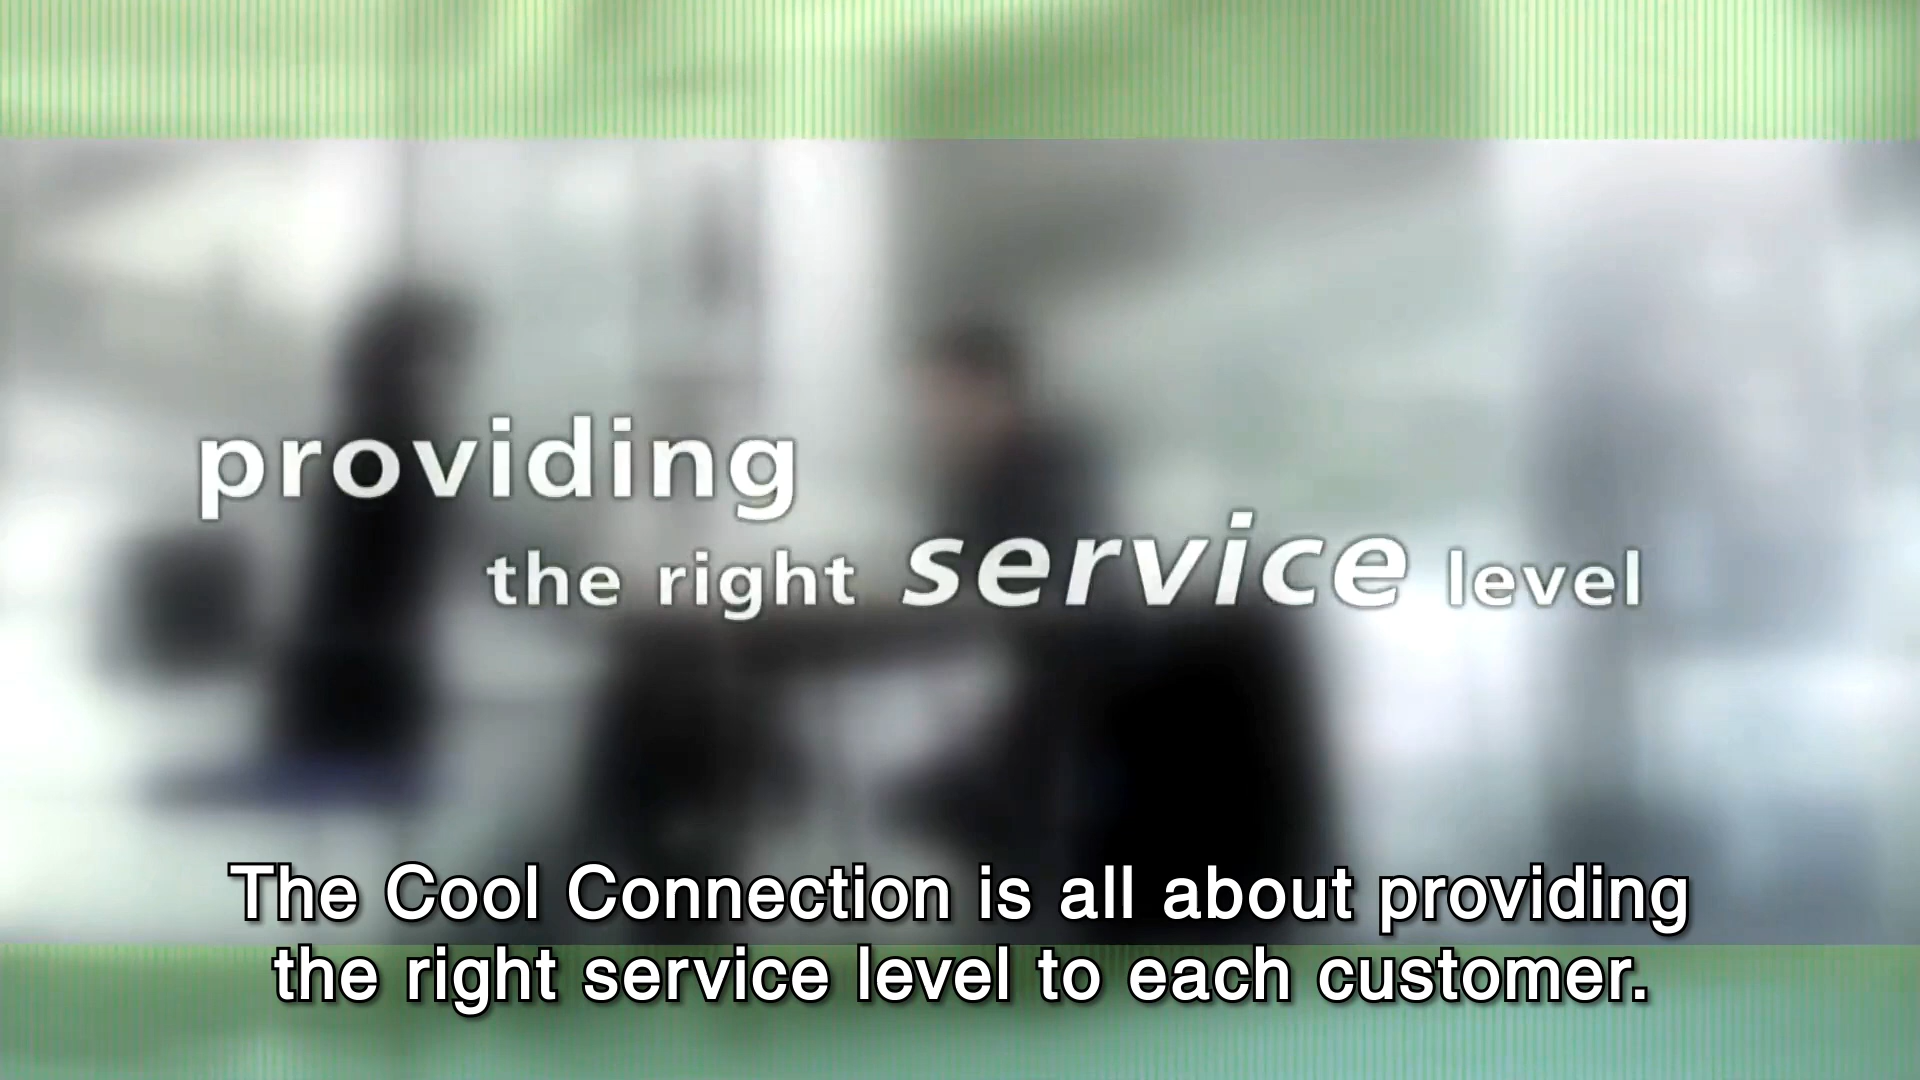 providing
the right service level
The Cool Connection is all about providing
the right service level to each customer.